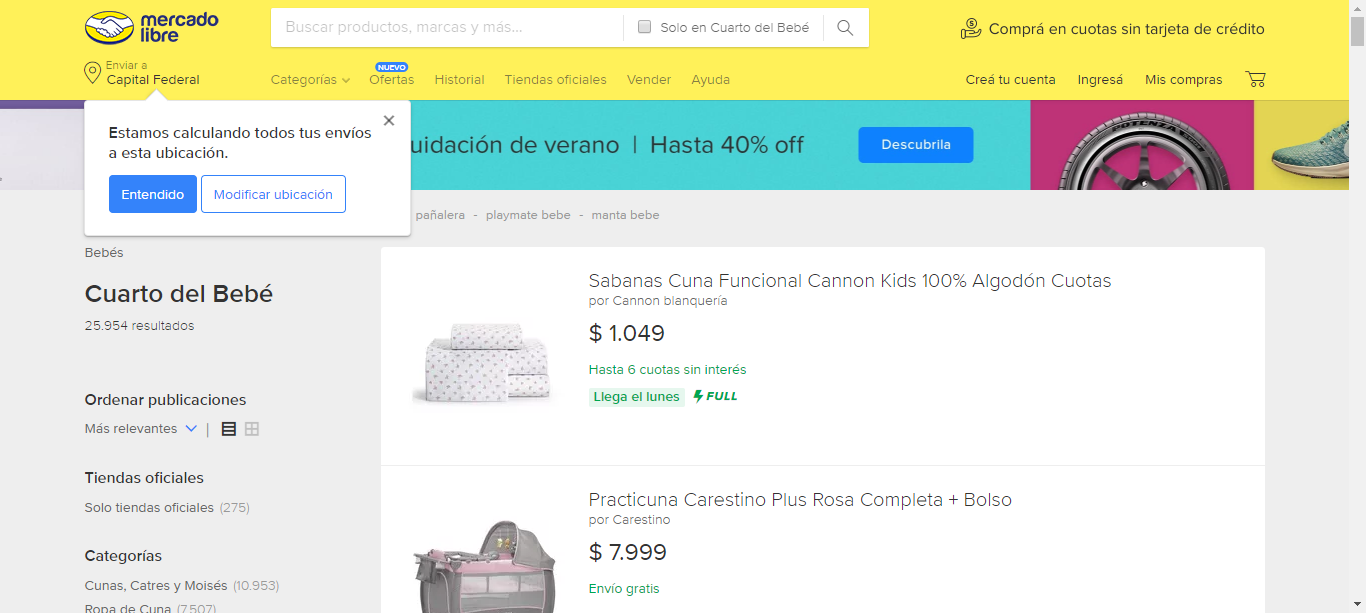 mercado
libre
Buscar productos, marcas y más...
Solo en Cuarto del Bebé
Comprá en cuotas sin tarjeta de crédito
Enviar a
Capital Federal
Categorías
NUEVO
Ofertas
Historial
Tiendas oficiales
Vender
Ayuda
Creá tu cuenta
Ingresá
Mis compras
Estamos calculando todos tus envíos
a esta ubicación.
Entendido
Modificar ubicación
uidación de verano | Hasta 40% off
Descubrila
POTENZA
pañalera - playmate bebe - manta bebe
Bebés
Cuarto del Bebé
25.954 resultados
Ordenar publicaciones
Más relevantes
Tiendas oficiales
Solo tiendas oficiales (275)
Categorías
Cunas, Catres y Moisés (10.953)
Ropa de Cuna (7.507)
Sabanas Cuna Funcional Cannon Kids 100% Algodón Cuotas
por Cannon blanquería
$ 1.049
Hasta 6 cuotas sin interés
Llega el lunes FULL
Practicuna Carestino Plus Rosa Completa + Bolso
por Carestino
$ 7.999
Envío gratis